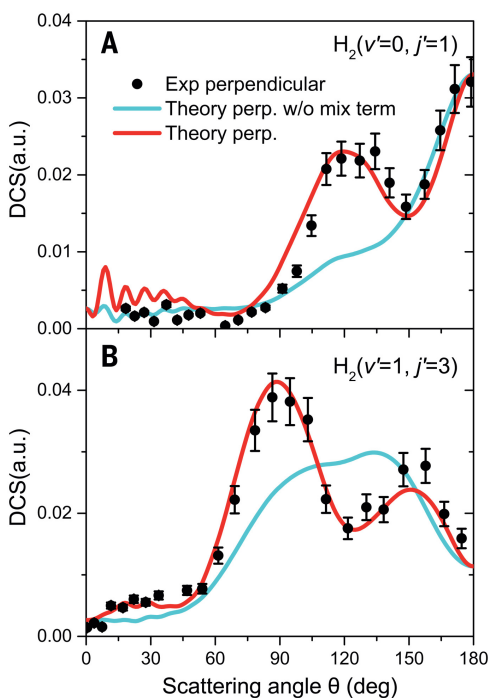 A
H2(v'=0, j'=1)
Exp perpendicular
Theory perp. w/o mix term
Theory perp.
DCS(a.u.)
0.04
0.03
0.02
0.01
0.00
B
H2(v'=1, j'=3)
DCS(a.u.)
0.04
0.02
0.00
0 30 60 90 120 150 180
Scattering angle θ (deg)